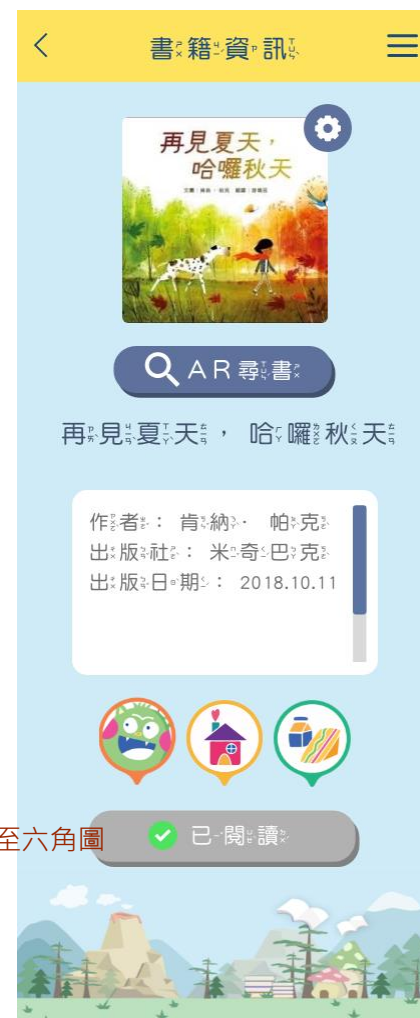 書籍資訊
再見夏天，
哈囉秋天
AR尋書
再見夏天， 哈囉秋天
作者： 肯納． 帕克
出版社： 米奇巴克
出版日期： 2018.10.11
至六角圖
已閱讀